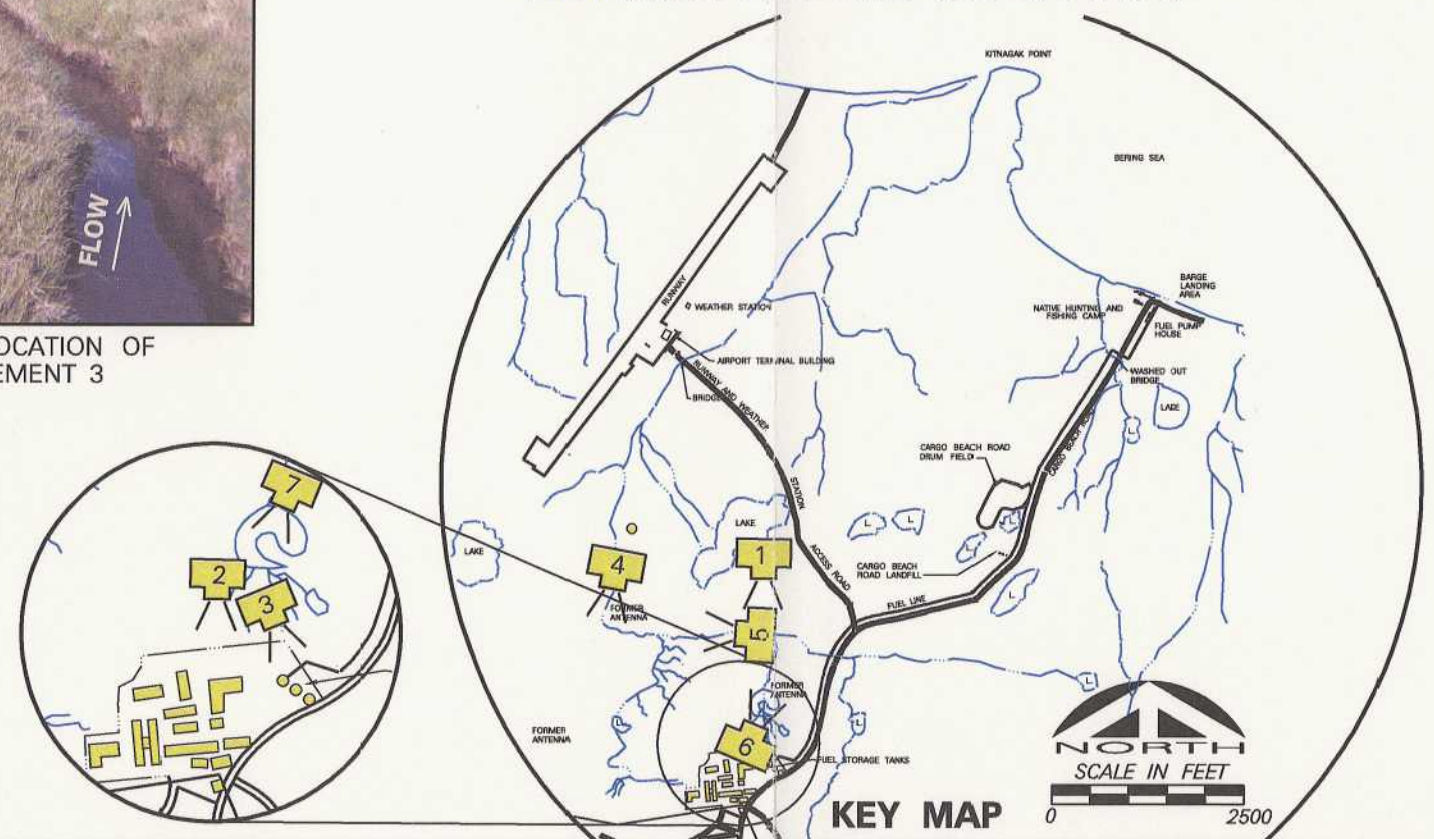 FLOW
OCATION OF
EMENT 3
KITNAGAK POINT
BERING SEA
BARGE
LANDING
AREA
NATIVE HUNTING AND
FISHING CAMP
FUEL PUMP
HOUSE
RUNWAY
WEATHER STATION
AIRPORT TERMINAL BUILDING
RUNWAY AND WEATHER
BRIDGE
WASHED OUT
BRIDGE
LAKE
L
CARGO BEACH ROAD
CARGO BEACH ROAD
DRUM FIELD
STATION
LAKE
LAKE
L
L
L
L
ACCESS ROAD
CARGO BEACH
ROAD LANDFILL
L
FUEL LINE
7
2
3
4
1
FORMER
ANTENNA
5
L
FORMER
ANTENNA
6
L
FORMER
ANTENNA
FUEL STORAGE TANKS
NORTH
SCALE IN FEET
0
2500
KEY MAP